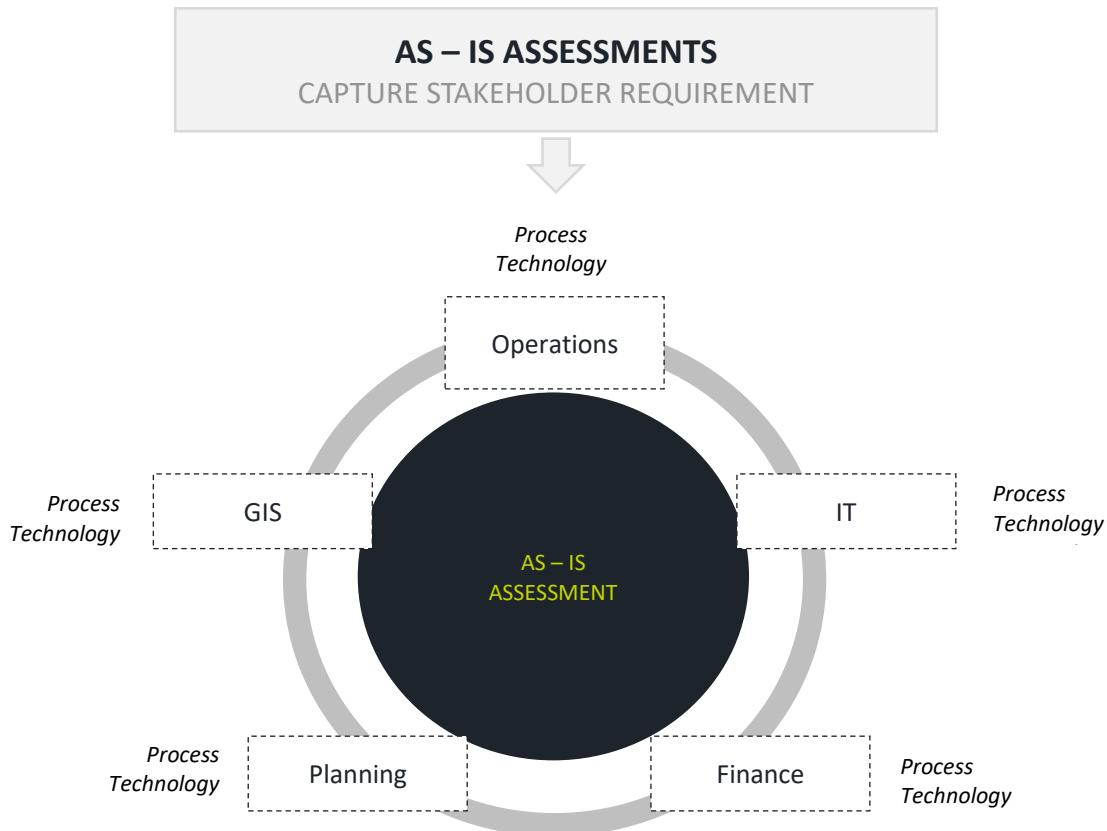 AS – IS ASSESSMENTS
CAPTURE STAKEHOLDER REQUIREMENT
Process
Technology
Operations
Process
Technology
GIS
IT
Process
Technology
AS – IS
ASSESSMENT
Process
Technology
Planning
Finance
Process
Technology